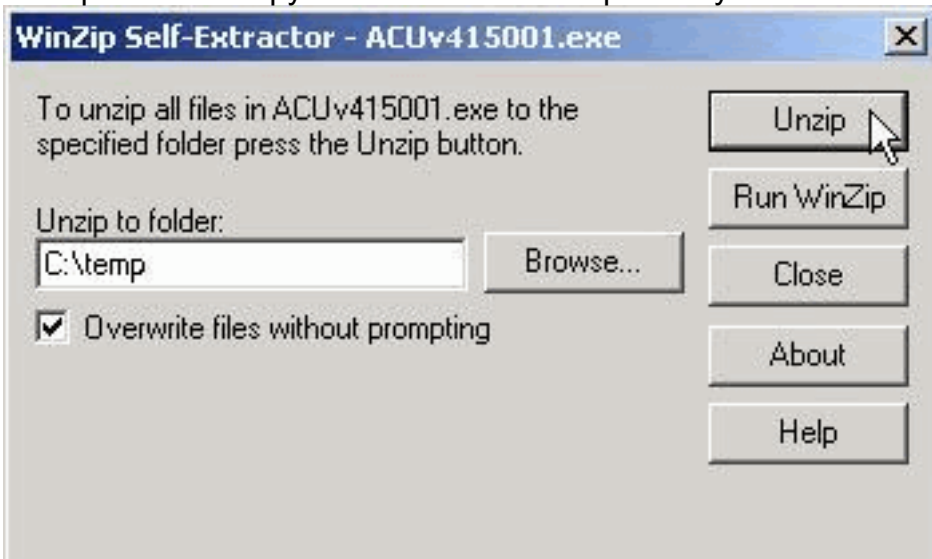 WinZip Self-Extractor - ACUv415001.exe
To unzip all files in ACUv415001.exe to the
specified folder press the Unzip button.
Unzip to folder:
C:\temp
Browse...
Overwrite files without prompting
Unzip
Run WinZip
Close
About
Help